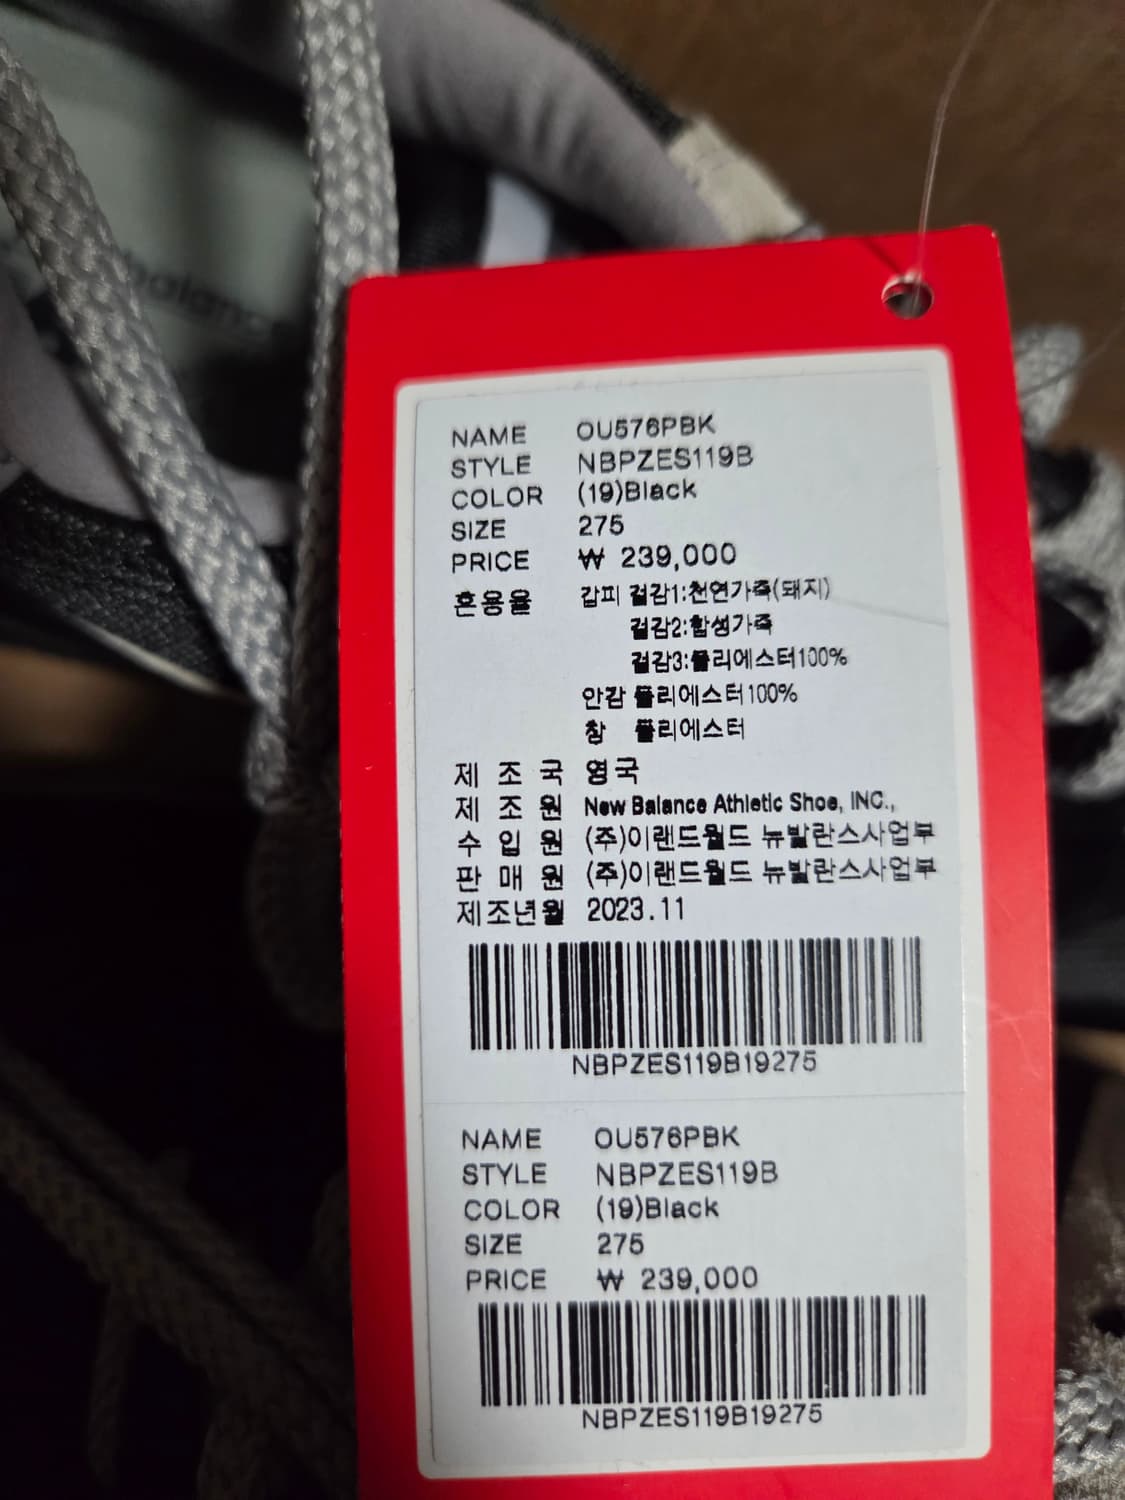 balance
NAME OU576PBK
STYLE NBPZES119B
COLOR (19)Black
SIZE 275
PRICE ₩ 239,000
혼용율 갑피 겉감1:천연가죽(돼지)
겉감2:합성가죽
겉감3:폴리에스터100%
안감 폴리에스터100%
창 폴리에스터
제 조 국 영국
제 조 원 New Balance Athletic Shoe, INC.,
수 입 원 (주)이랜드월드 뉴발란스사업부
판 매 원 (주)이랜드월드 뉴발란스사업부
제조년월 2023.11
NBPZES119B19275
NAME OU576PBK
STYLE NBPZES119B
COLOR (19)Black
SIZE 275
PRICE ₩ 239,000
NBPZES119B19275